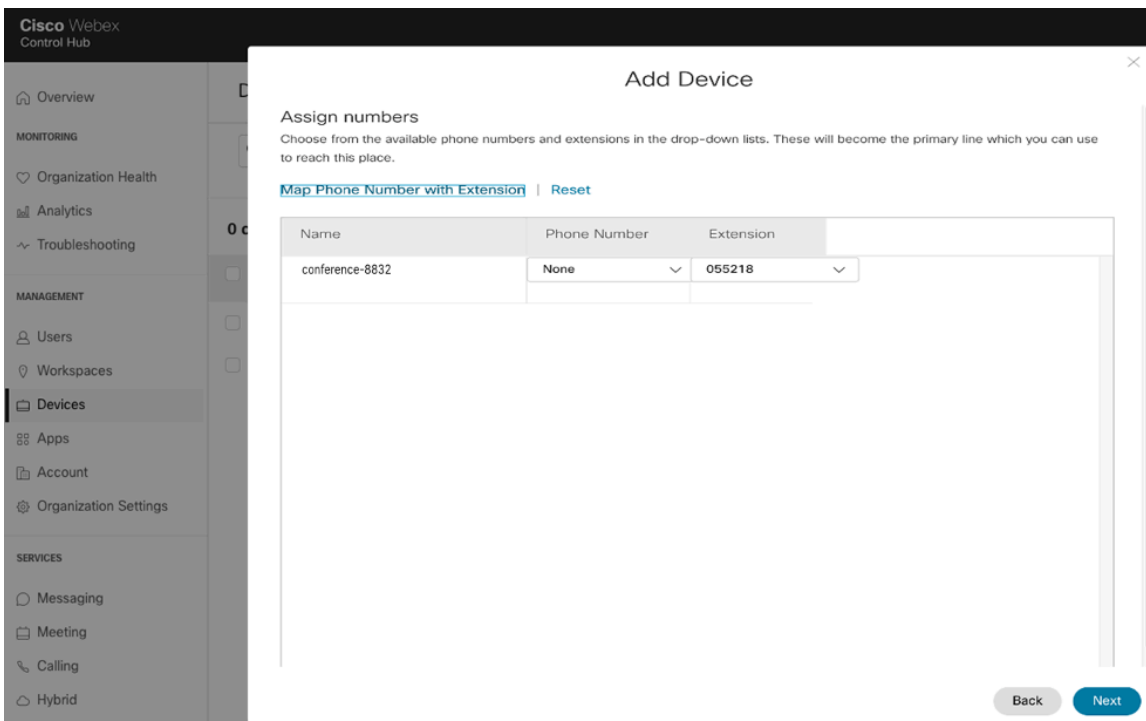 Cisco Webex
Control Hub
Overview
MONITORING
Organization Health
Analytics
Troubleshooting
MANAGEMENT
Users
Workspaces
Devices
Apps
Account
Organization Settings
SERVICES
Messaging
Meeting
Calling
Hybrid
D
0 d
Add Device
Assign numbers
Choose from the available phone numbers and extensions in the drop-down lists. These will become the primary line which you can use
to reach this place.
Map Phone Number with Extension | Reset
Name Phone Number Extension
conference-8832 None 055218
Back Next